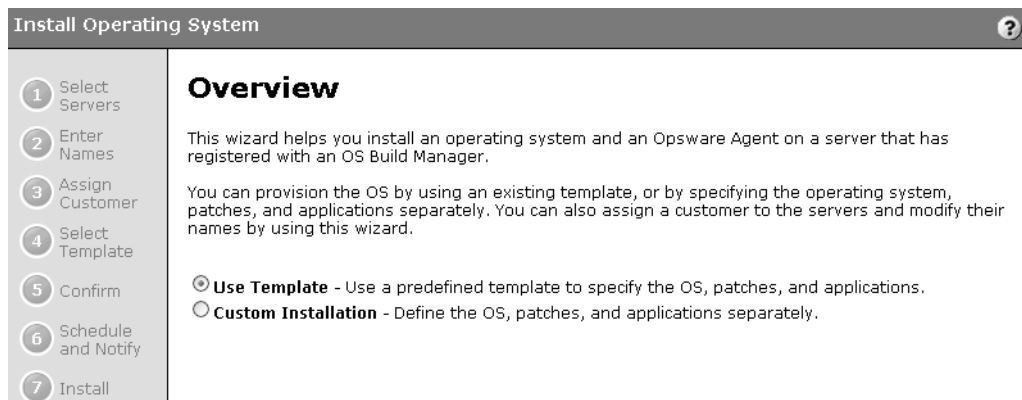 Install Operating System
?
1 Select
Servers
2 Enter
Names
3 Assign
Customer
4 Select
Template
5 Confirm
6 Schedule
and Notify
7 Install
Overview
This wizard helps you install an operating system and an Opsware Agent on a server that has
registered with an OS Build Manager.
You can provision the OS by using an existing template, or by specifying the operating system,
patches, and applications separately. You can also assign a customer to the servers and modify their
names by using this wizard.
Use Template - Use a predefined template to specify the OS, patches, and applications.
Custom Installation - Define the OS, patches, and applications separately.